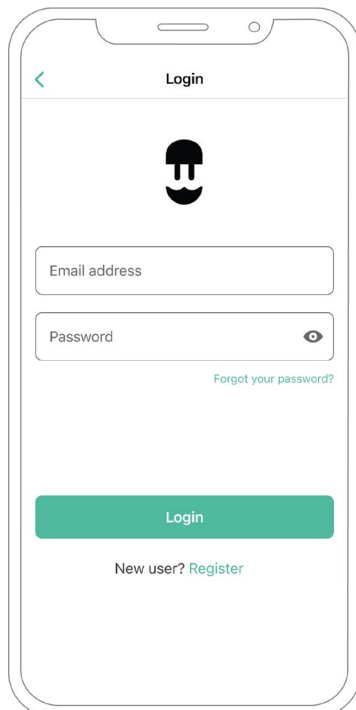 Login
Email address
Password
Forgot your password?
Login
New user? Register